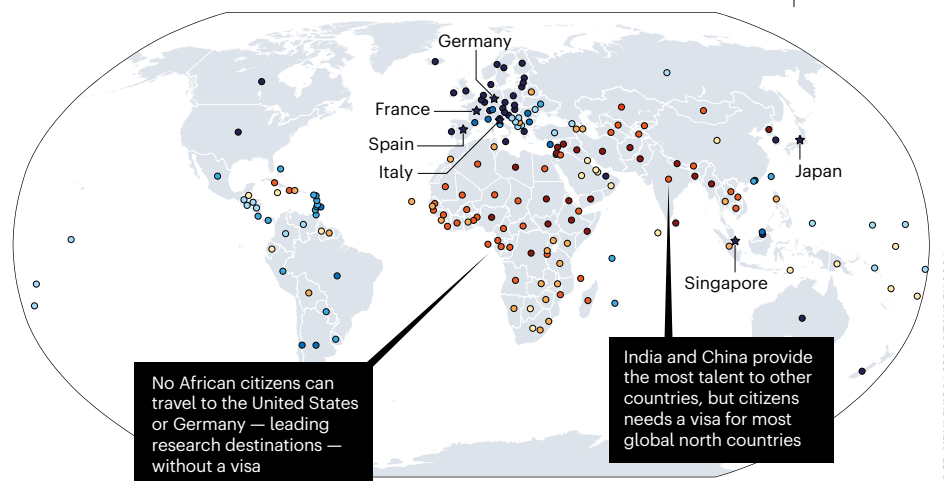 Germany
France
Spain
Italy
Japan
Singapore
No African citizens can
travel to the United States
or Germany — leading
research destinations —
without a visa
India and China provide
the most talent to other
countries, but citizens
needs a visa for most
global north countries